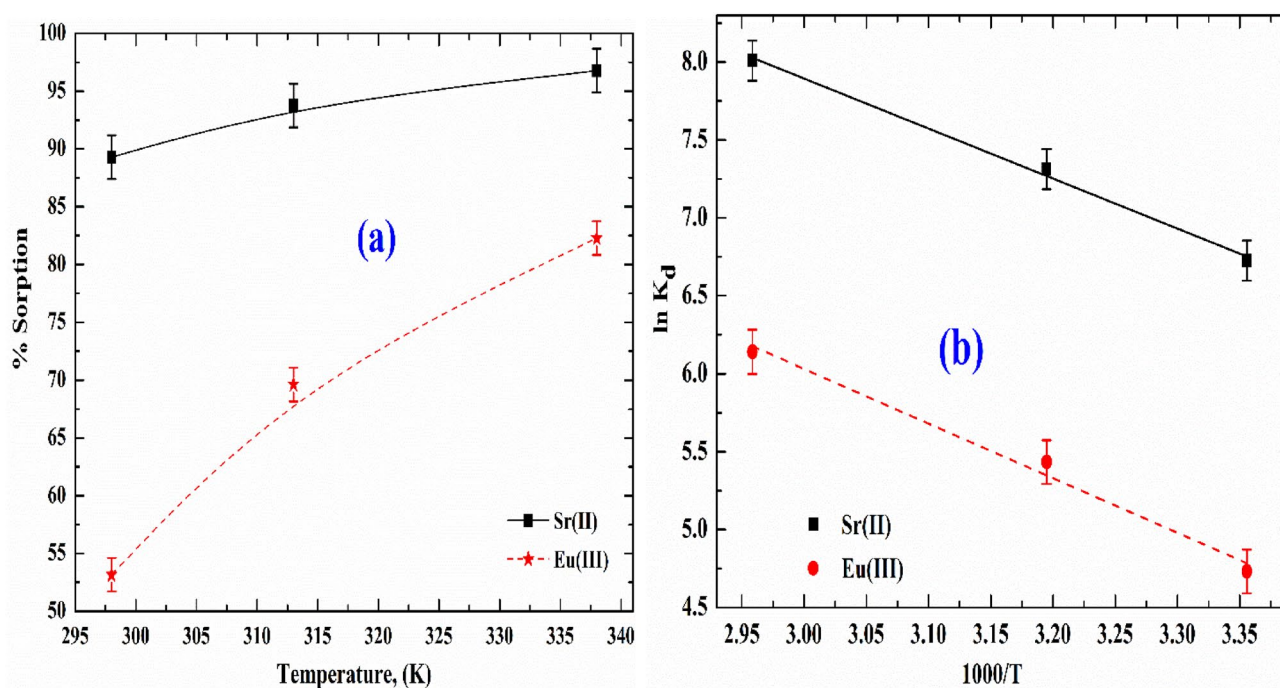 100
95
90
85
80
75
70
65
60
55
50
% Sorption
(a)
Sr(II)
Eu(III)
295 300 305 310 315 320 325 330 335 340
Temperature, (K)
8.0
7.5
7.0
6.5
6.0
5.5
5.0
4.5
ln K_d
(b)
Sr(II)
Eu(III)
2.95 3.00 3.05 3.10 3.15 3.20 3.25 3.30 3.35
1000/T